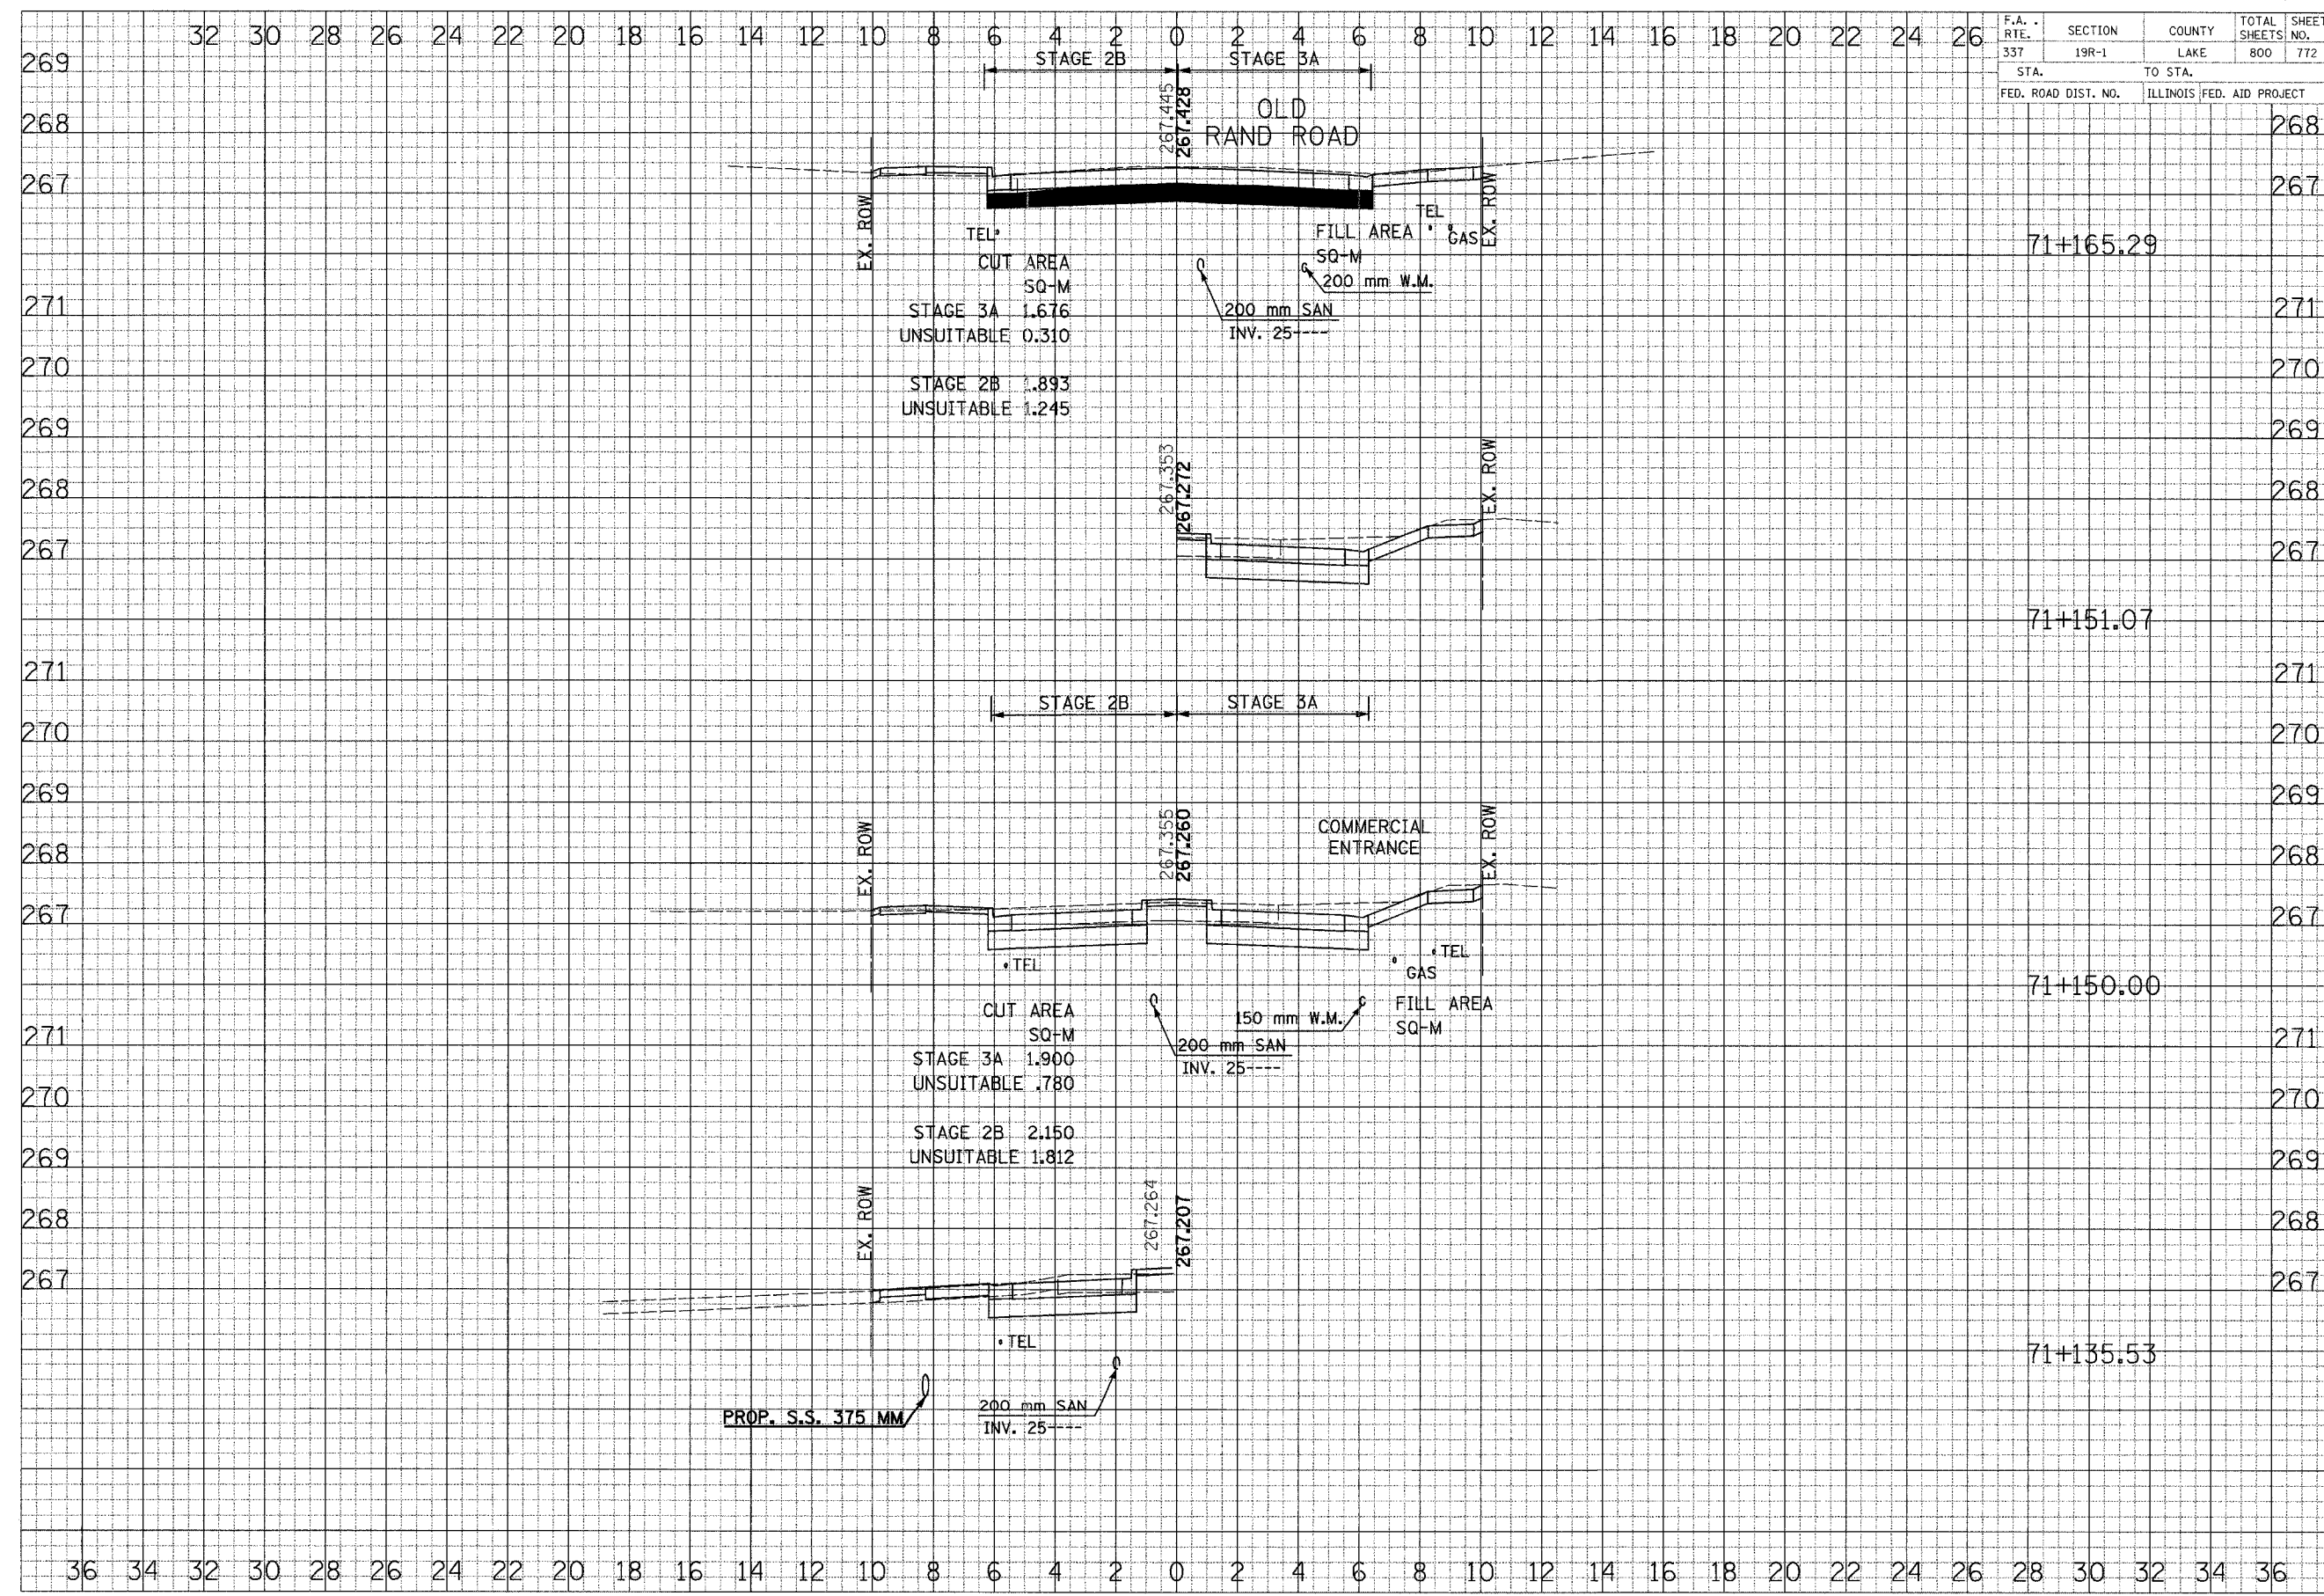 32 30 28 26 24 22 20 18 16 14 12 10 8 6 4 2 0 2 4 6 8 10 12 14 16 18 20 22 24 26
F.A. RTE. SECTION COUNTY TOTAL SHEETS SHEET NO.
337 19R-1 LAKE 800 772
STA. TO STA.
FED. ROAD DIST. NO. ILLINOIS FED. AID PROJECT
STAGE 2B STAGE 3A
269
267.445
267.428
OLD
RAND ROAD
268 268
267 267
EX. ROW
EX. ROW
TEL
TEL
FILL AREA
SQ-M
GAS
71+165.29
CUT AREA
SQ-M
200 mm W.M.
STAGE 3A 1.676
UNSUITABLE 0.310
200 mm SAN
INV. 25----
271 271
270 270
STAGE 2B 1.893
UNSUITABLE 1.245
269 269
267.353
267.272
EX. ROW
268 268
267 267
71+151.07
271 271
STAGE 2B STAGE 3A
270 270
269 269
EX. ROW
267.355
267.260
COMMERCIAL
ENTRANCE
EX. ROW
268 268
267 267
TEL
TEL
GAS
71+150.00
CUT AREA
SQ-M
FILL AREA
SQ-M
150 mm W.M.
200 mm SAN
INV. 25----
271 271
STAGE 3A 1.900
UNSUITABLE .780
270 270
STAGE 2B 2.150
UNSUITABLE 1.812
269 269
EX. ROW
267.264
267.207
268 268
267 267
TEL
71+135.53
PROP. S.S. 375 MM
200 mm SAN
INV. 25----
36 34 32 30 28 26 24 22 20 18 16 14 12 10 8 6 4 2 0 2 4 6 8 10 12 14 16 18 20 22 24 26 28 30 32 34 36